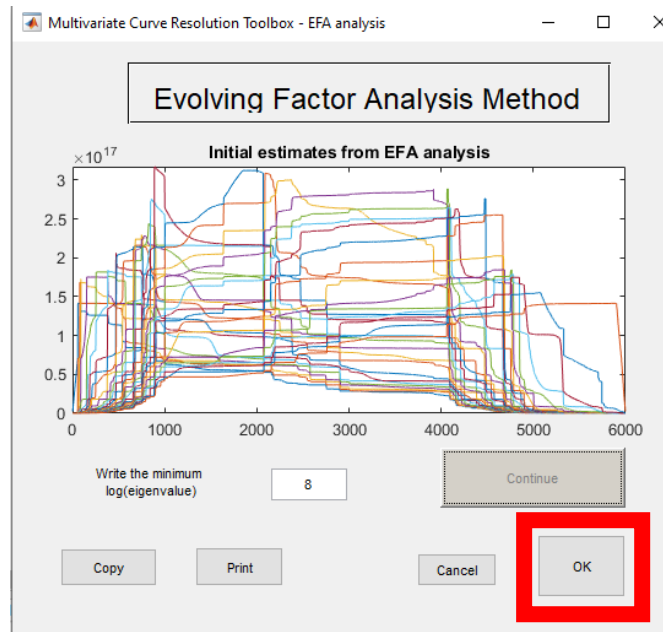 Multivariate Curve Resolution Toolbox - EFA analysis
Evolving Factor Analysis Method
×10^17
Initial estimates from EFA analysis
3
2.5
2
1.5
1
0.5
0
0 1000 2000 3000 4000 5000 6000
Write the minimum
log(eigenvalue)
8
Continue
Copy
Print
Cancel
OK